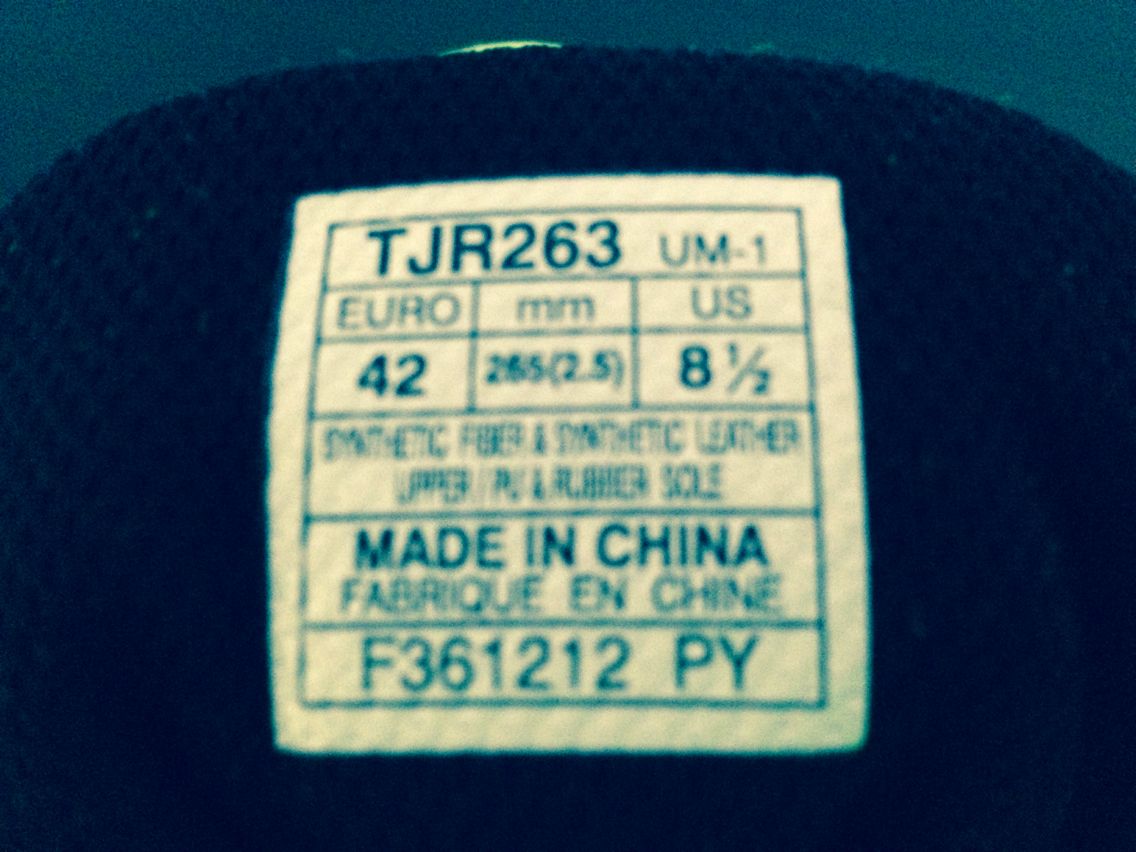 TJR263 UM-1
EURO mm US
42 265(2.5) 8 ½
SYNTHETIC FIBER & SYNTHETIC LEATHER
UPPER / PU & RUBBER SOLE
MADE IN CHINA
FABRIQUE EN CHINE
F361212 PY